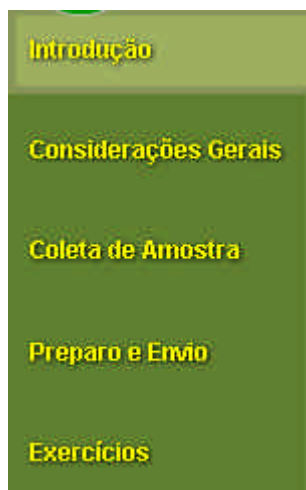 Introdução
Considerações Gerais
Coleta de Amostra
Preparo e Envio
Exercícios